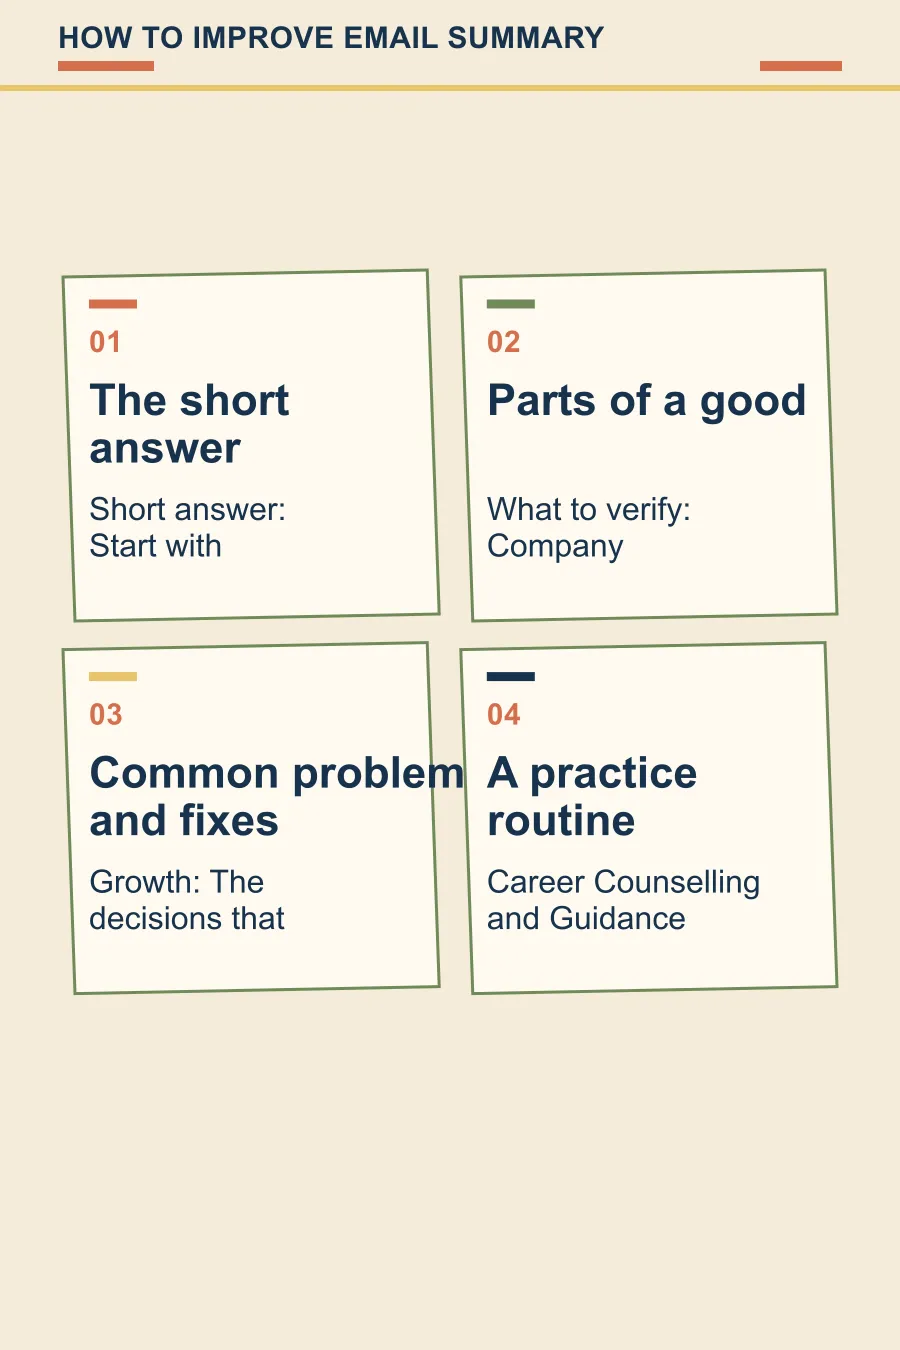 HOW TO IMPROVE EMAIL SUMMARY
01
The short
answer
Short answer:
Start with
02
Parts of a good
What to verify:
Company
03
Common problem
and fixes
Growth: The
decisions that
04
A practice
routine
Career Counselling
and Guidance